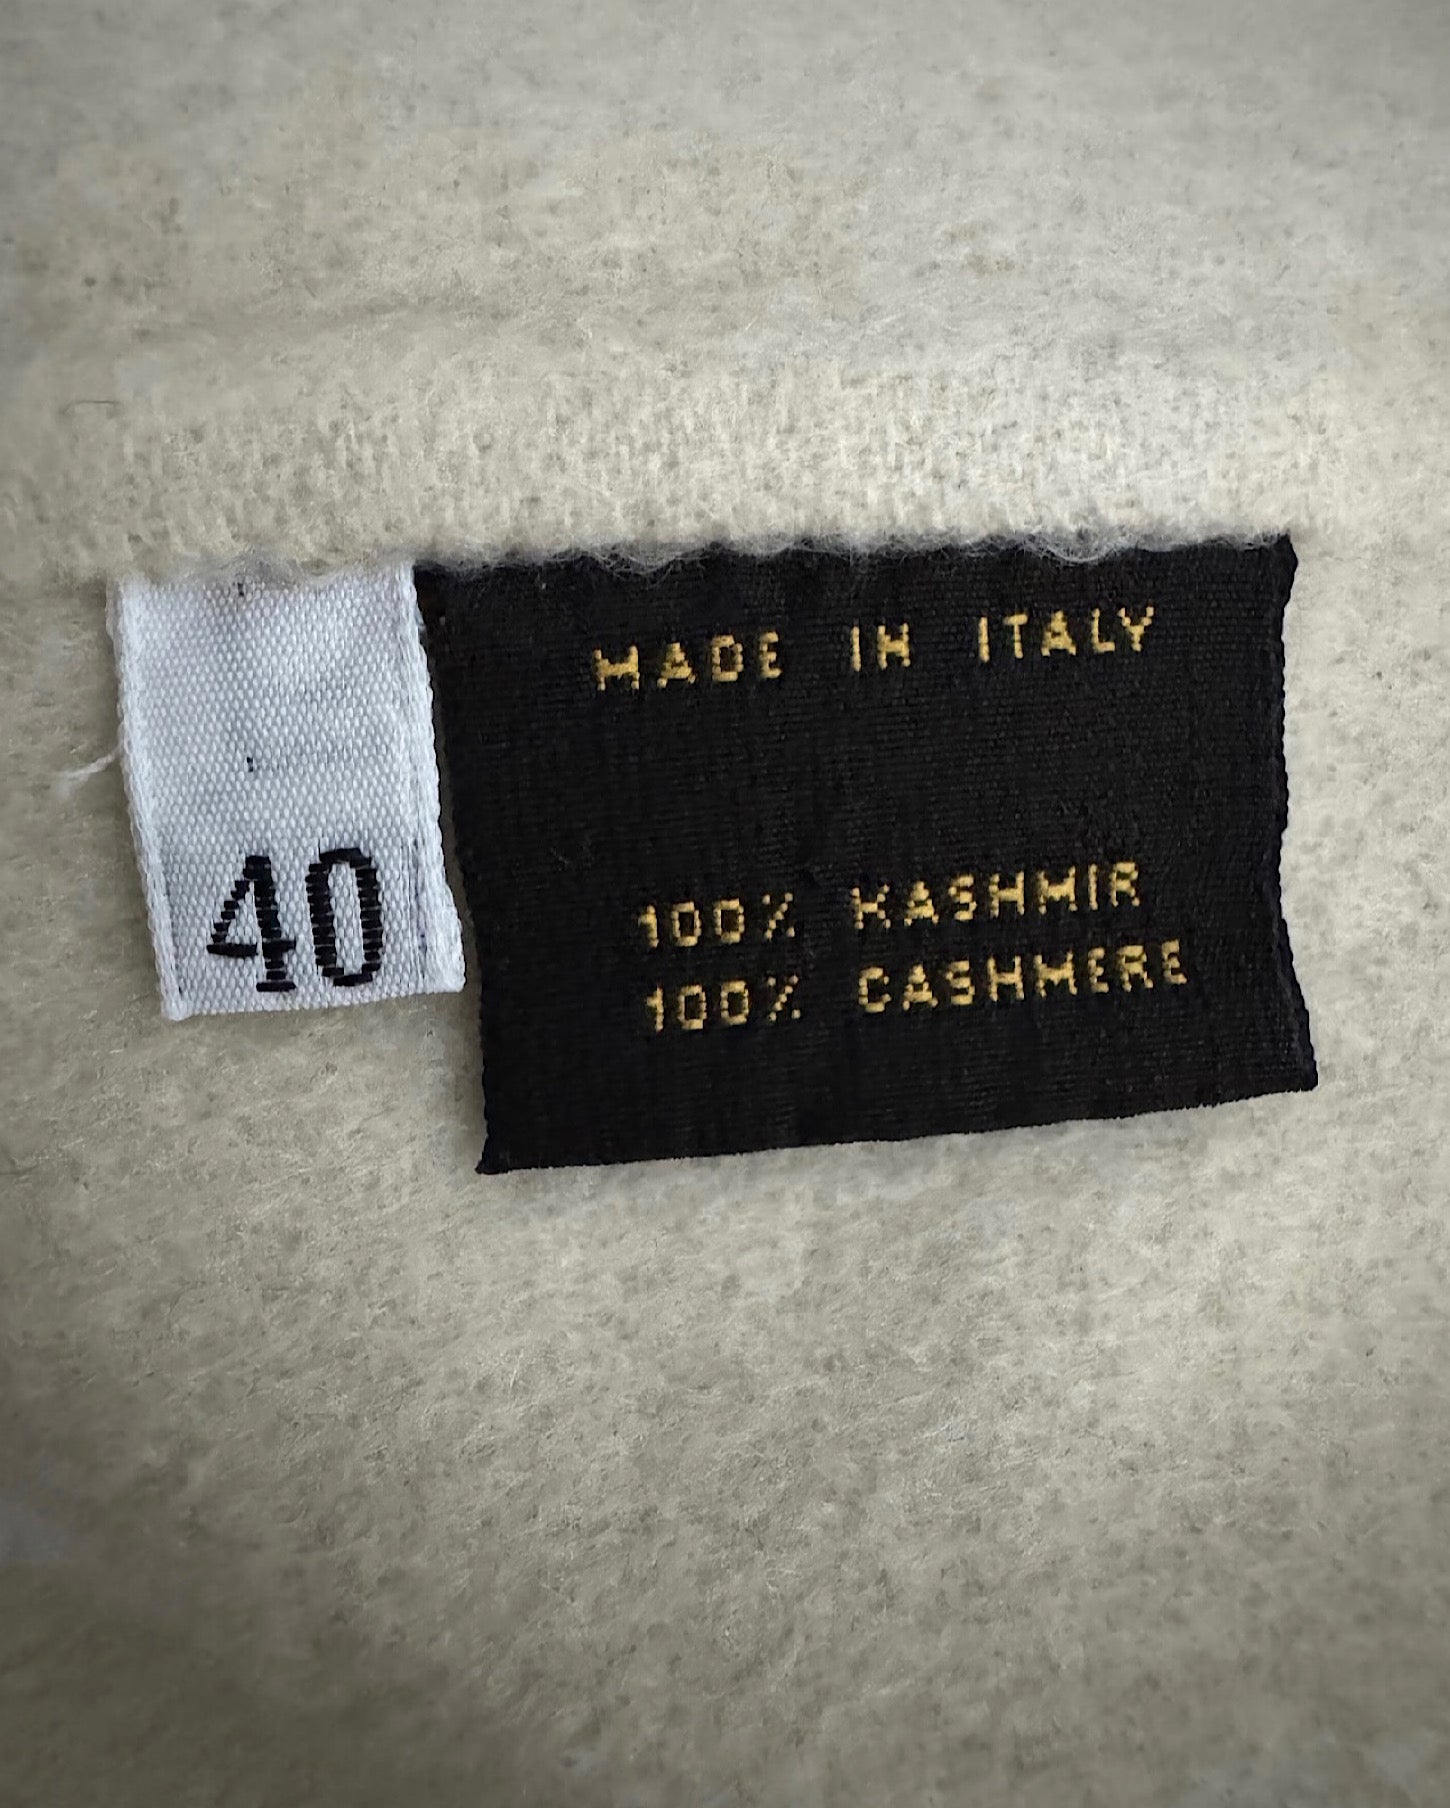 40
MADE IN ITALY
100% KASHMIR
100% CASHMERE